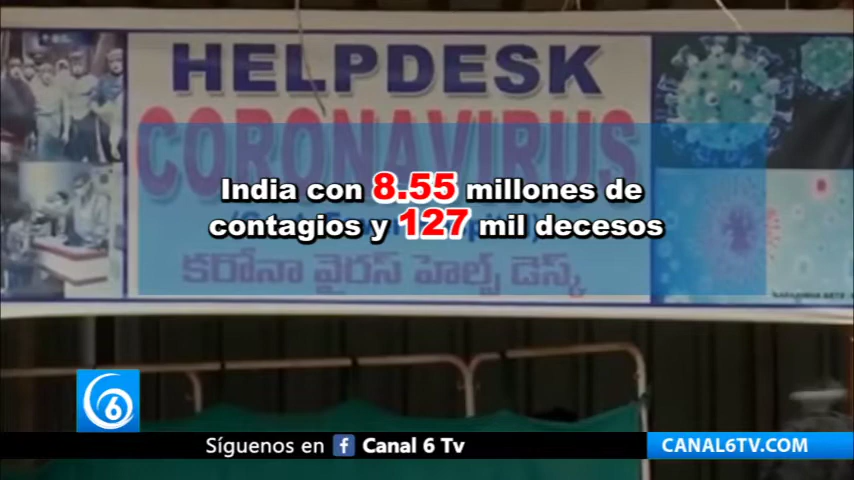 HELPDESK
CORONAVIRUS
India con 8.55 millones de
contagios y 127 mil decesos
కరోనా వైరస్ హెల్ప్ డెస్క్
6
Síguenos en f Canal 6 Tv
CANAL6TV.COM